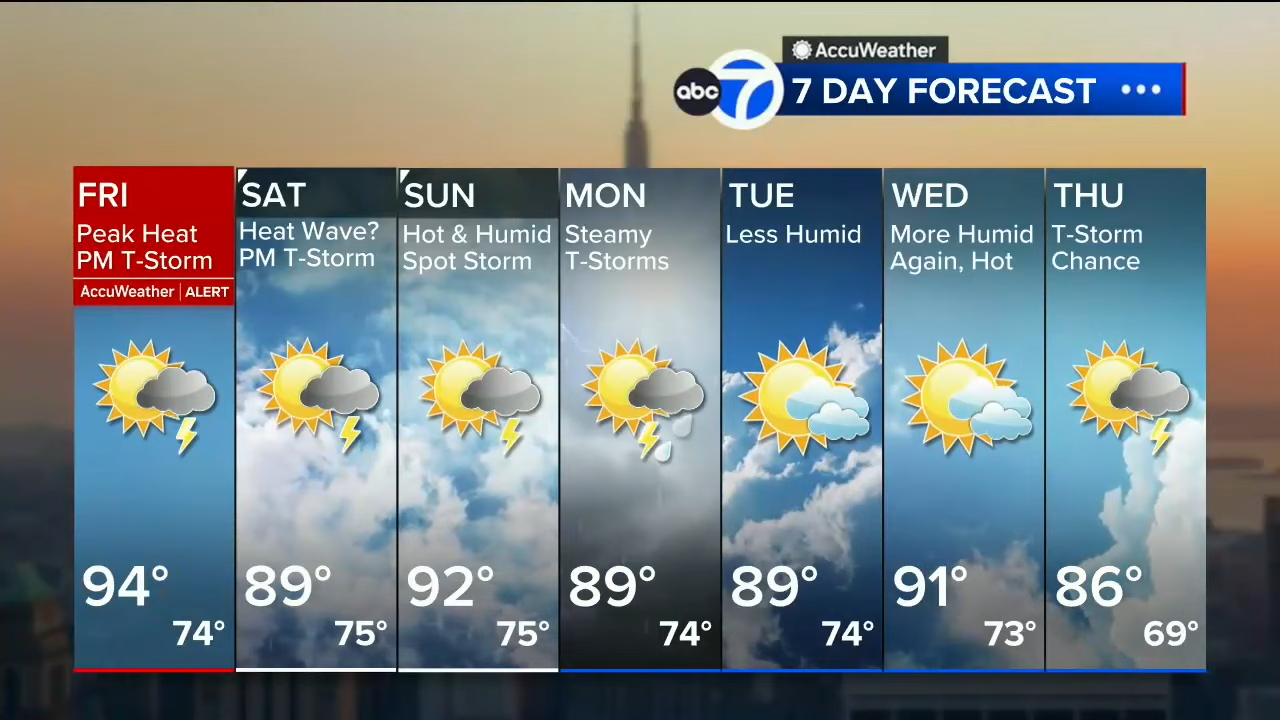 AccuWeather
abc 7 7 DAY FORECAST
FRI
Peak Heat
PM T-Storm
AccuWeather | ALERT
94°
74°
SAT
Heat Wave?
PM T-Storm
89°
75°
SUN
Hot & Humid
Spot Storm
92°
75°
MON
Steamy
T-Storms
89°
74°
TUE
Less Humid
89°
74°
WED
More Humid
Again, Hot
91°
73°
THU
T-Storm
Chance
86°
69°